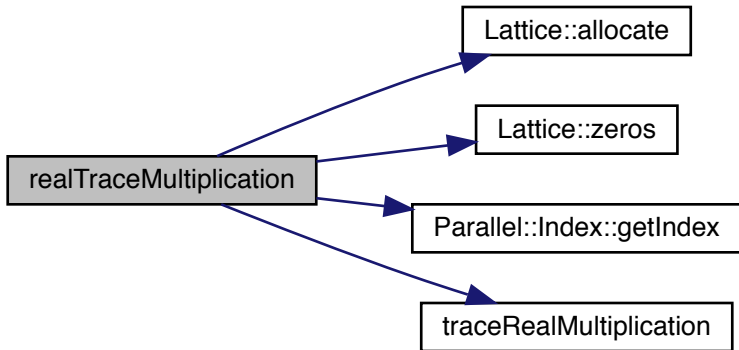 Lattice::allocate
Lattice::zeros
realTraceMultiplication
Parallel::Index::getIndex
traceRealMultiplication